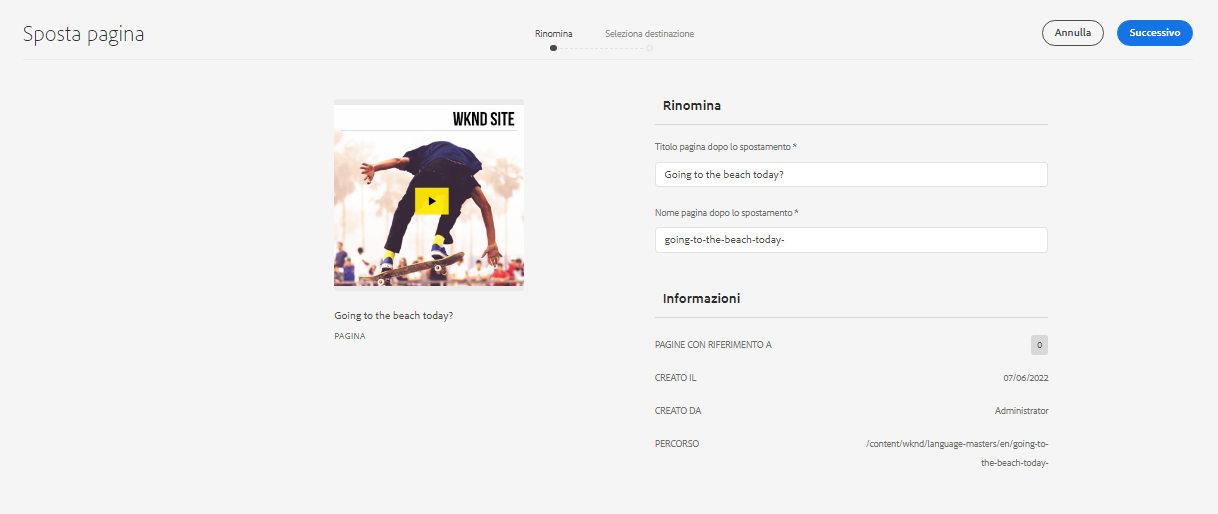 Sposta pagina
Rinomina
Seleziona destinazione
Annulla
Successivo
WKND SITE
Going to the beach today?
PAGINA
Rinomina
Titolo pagina dopo lo spostamento *
Going to the beach today?
Nome pagina dopo lo spostamento *
going-to-the-beach-today-
Informazioni
PAGINE CON RIFERIMENTO A 0
CREATO IL 07/06/2022
CREATO DA Administrator
PERCORSO /content/wknd/language-masters/en/going-to-
the-beach-today-